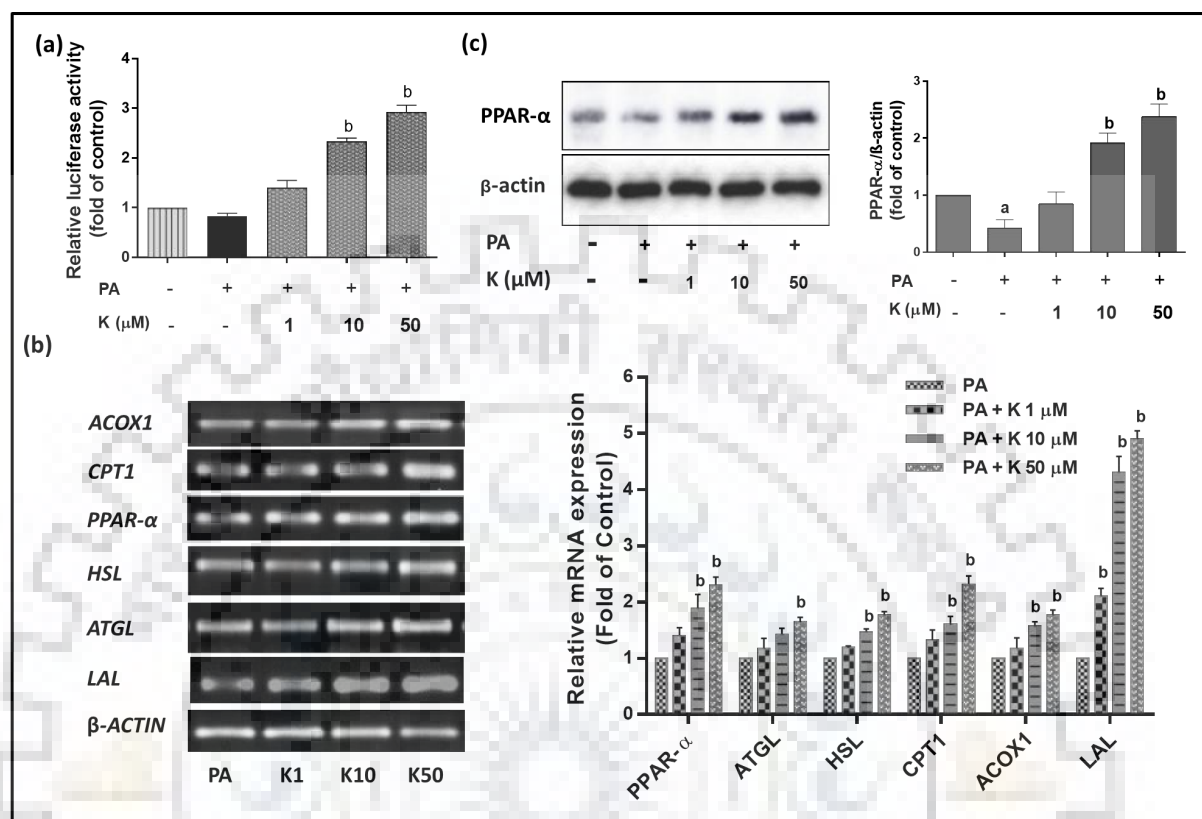 (a)
Relative luciferase activity
(fold of control)
4
3
2
1
0
b
b
PA - + + + +
K (μM) - - 1 10 50
(c)
PPAR-α
β-actin
PA - + + + +
K (μM) - - 1 10 50
PPAR-α/ß-actin
(fold of control)
3
2
1
0
a
b
b
PA - + + + +
K (μM) - - 1 10 50
(b)
ACOX1
CPT1
PPAR-α
HSL
ATGL
LAL
β-ACTIN
PA K1 K10 K50
Relative mRNA expression
(Fold of Control)
6
5
4
3
2
1
0
PA
PA + K 1 μM
PA + K 10 μM
PA + K 50 μM
b b
b
b b
b b
b b
b b b
PPAR- α ATGL HSL CPT1 ACOX1 LAL